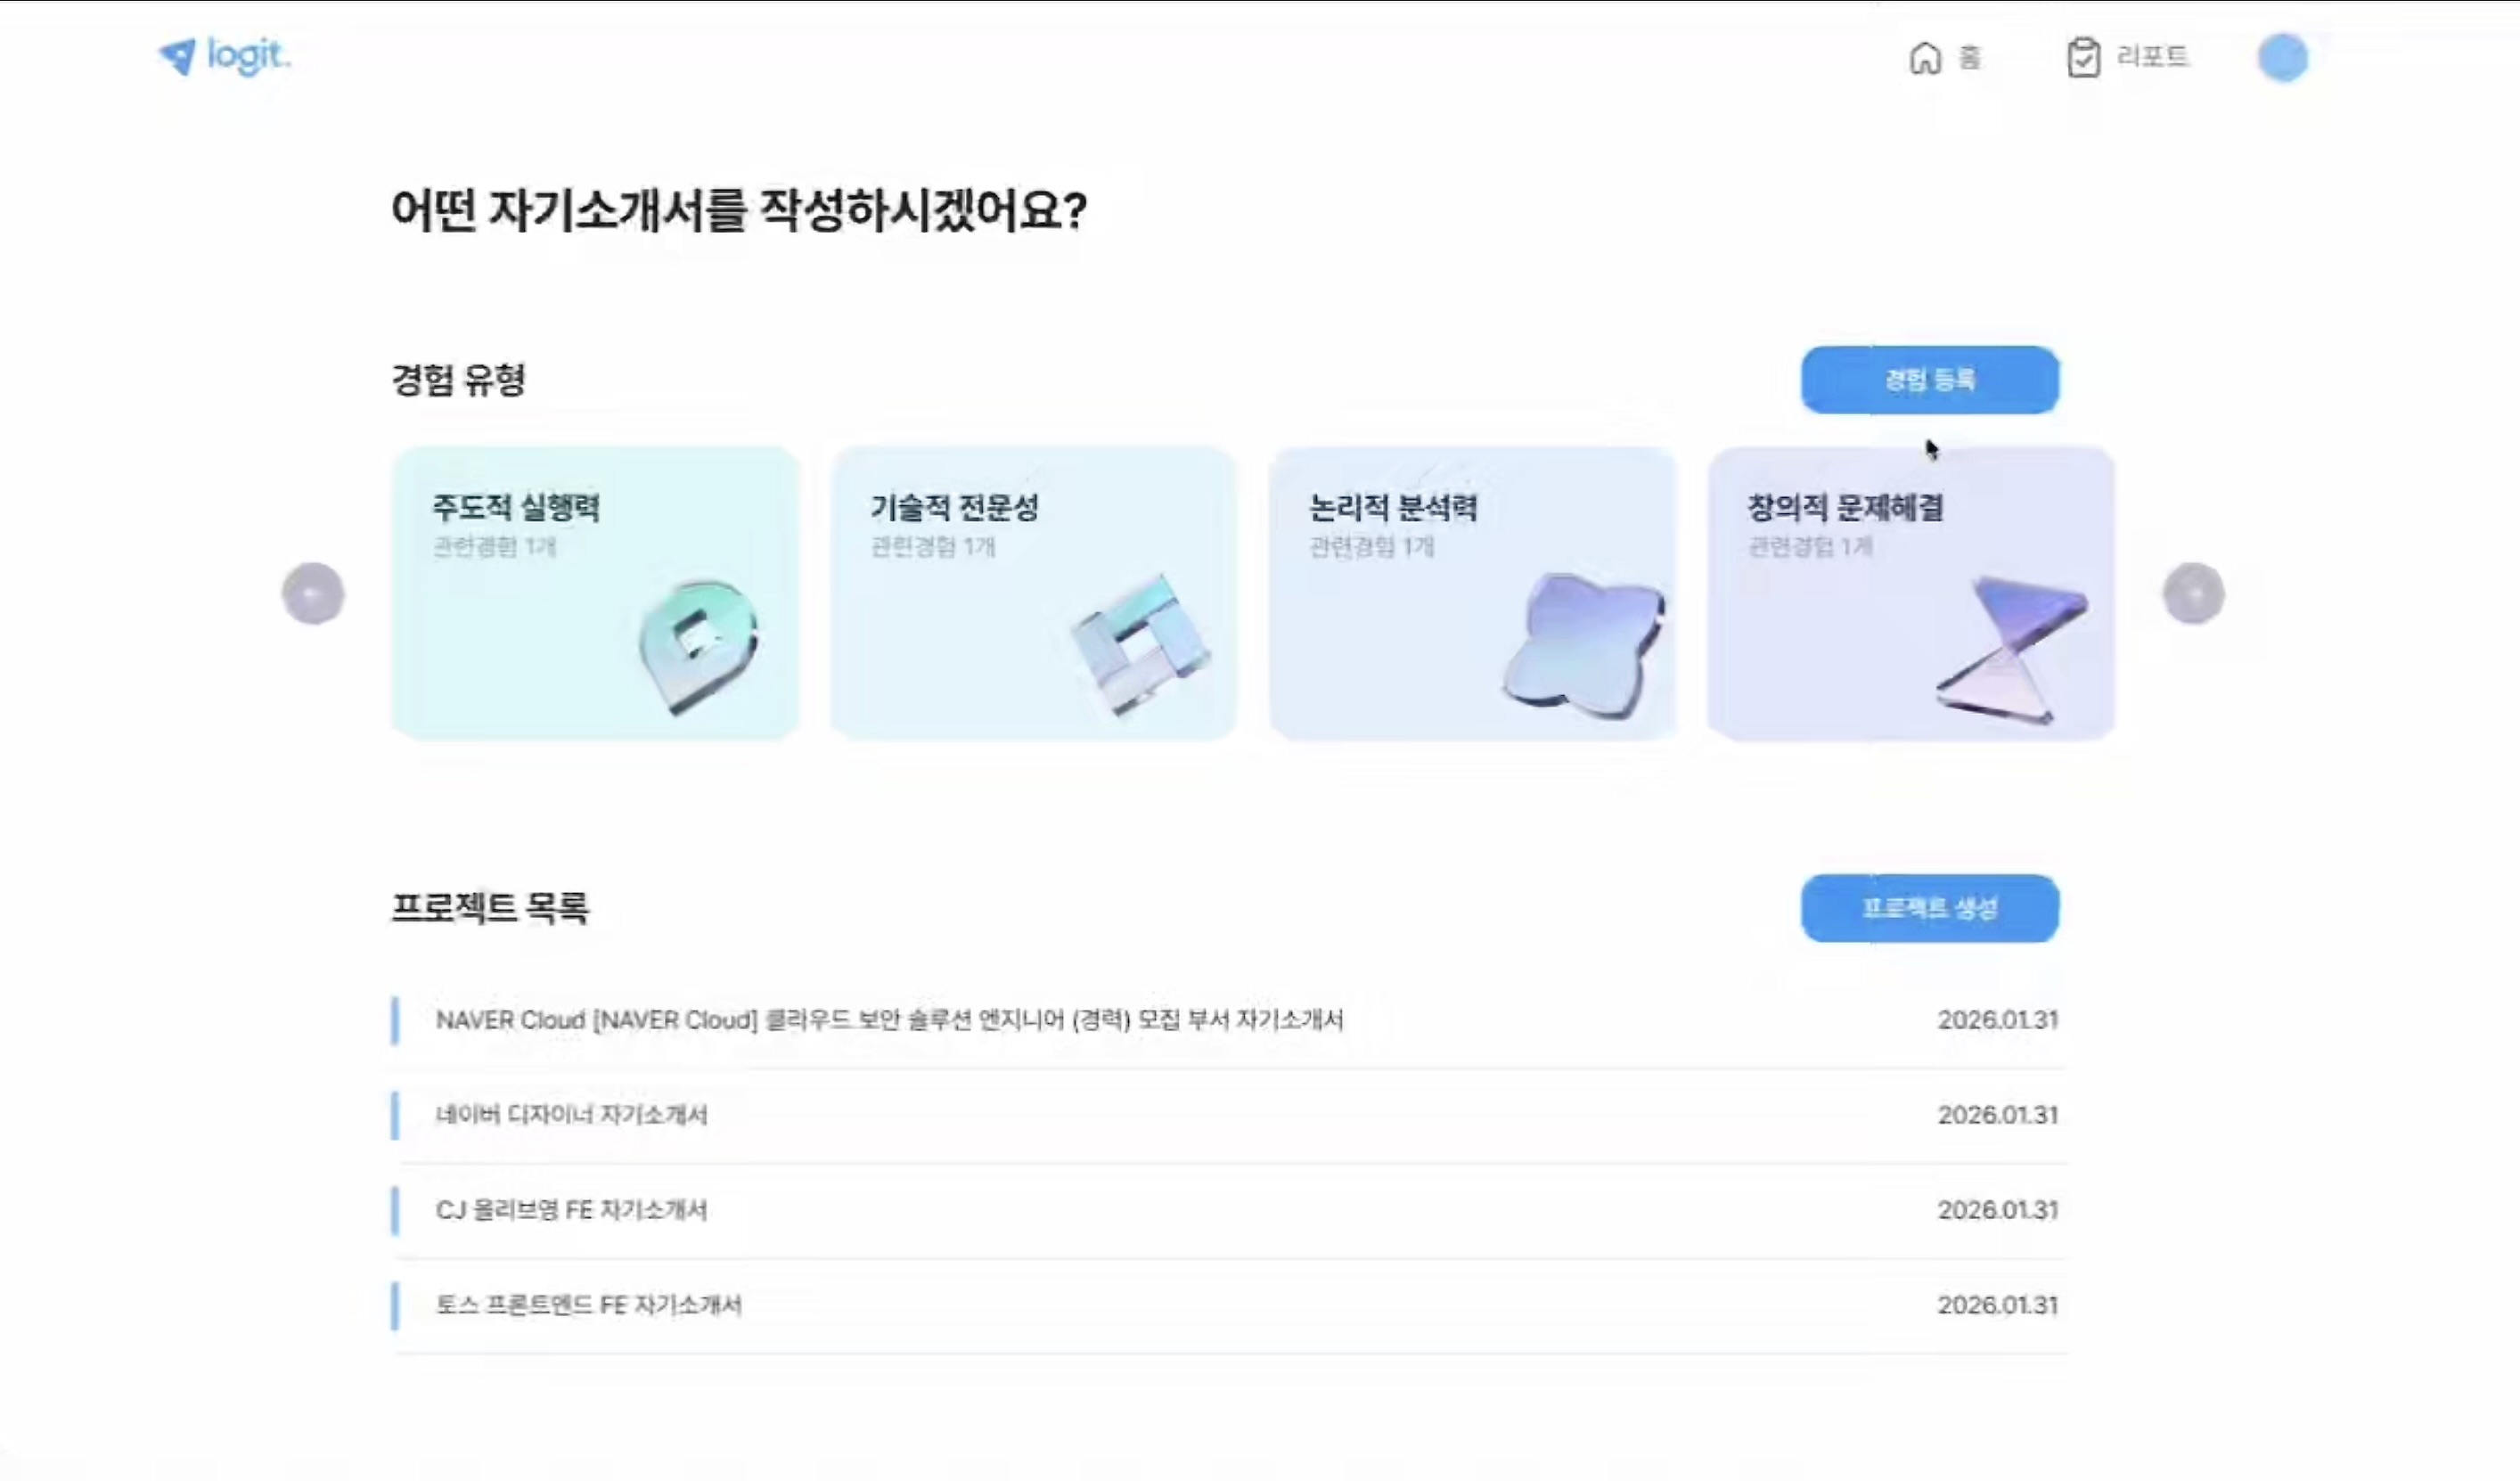 logit.
홈
리포트
어떤 자기소개서를 작성하시겠어요?
경험 유형
경험 등록
주도적 실행력
관련경험 1개
기술적 전문성
관련경험 1개
논리적 분석력
관련경험 1개
창의적 문제해결
관련경험 1개
프로젝트 목록
프로젝트 생성
NAVER Cloud [NAVER Cloud] 클라우드 보안 솔루션 엔지니어 (경력) 모집 부서 자기소개서
2026.01.31
네이버 디자이너 자기소개서
2026.01.31
CJ 올리브영 FE 자기소개서
2026.01.31
토스 프론트엔드 FE 자기소개서
2026.01.31